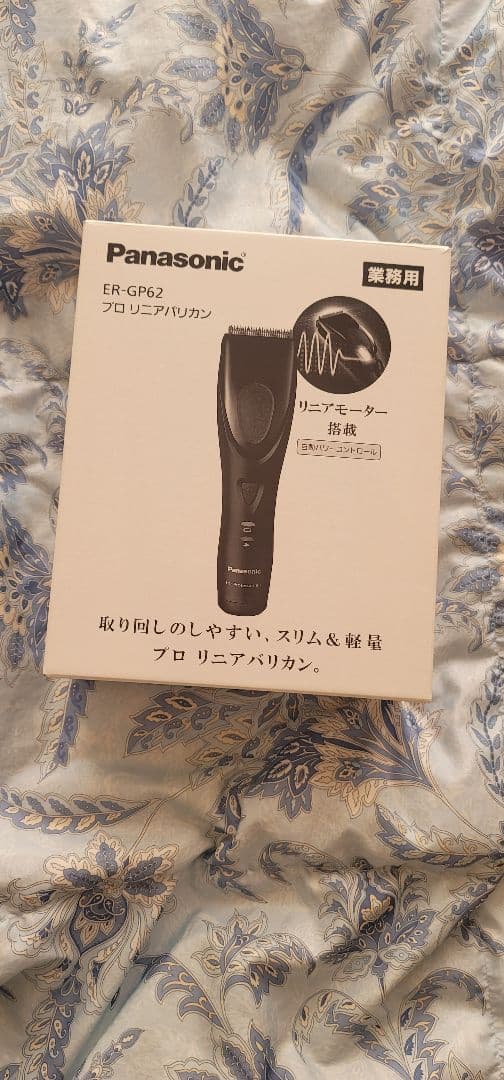 Panasonic
業務用
ER-GP62
プロ リニアバリカン
リニアモーター
搭載
自動パワーコントロール
Panasonic
取り回しのしやすい、スリム&軽量
プロ リニアバリカン。